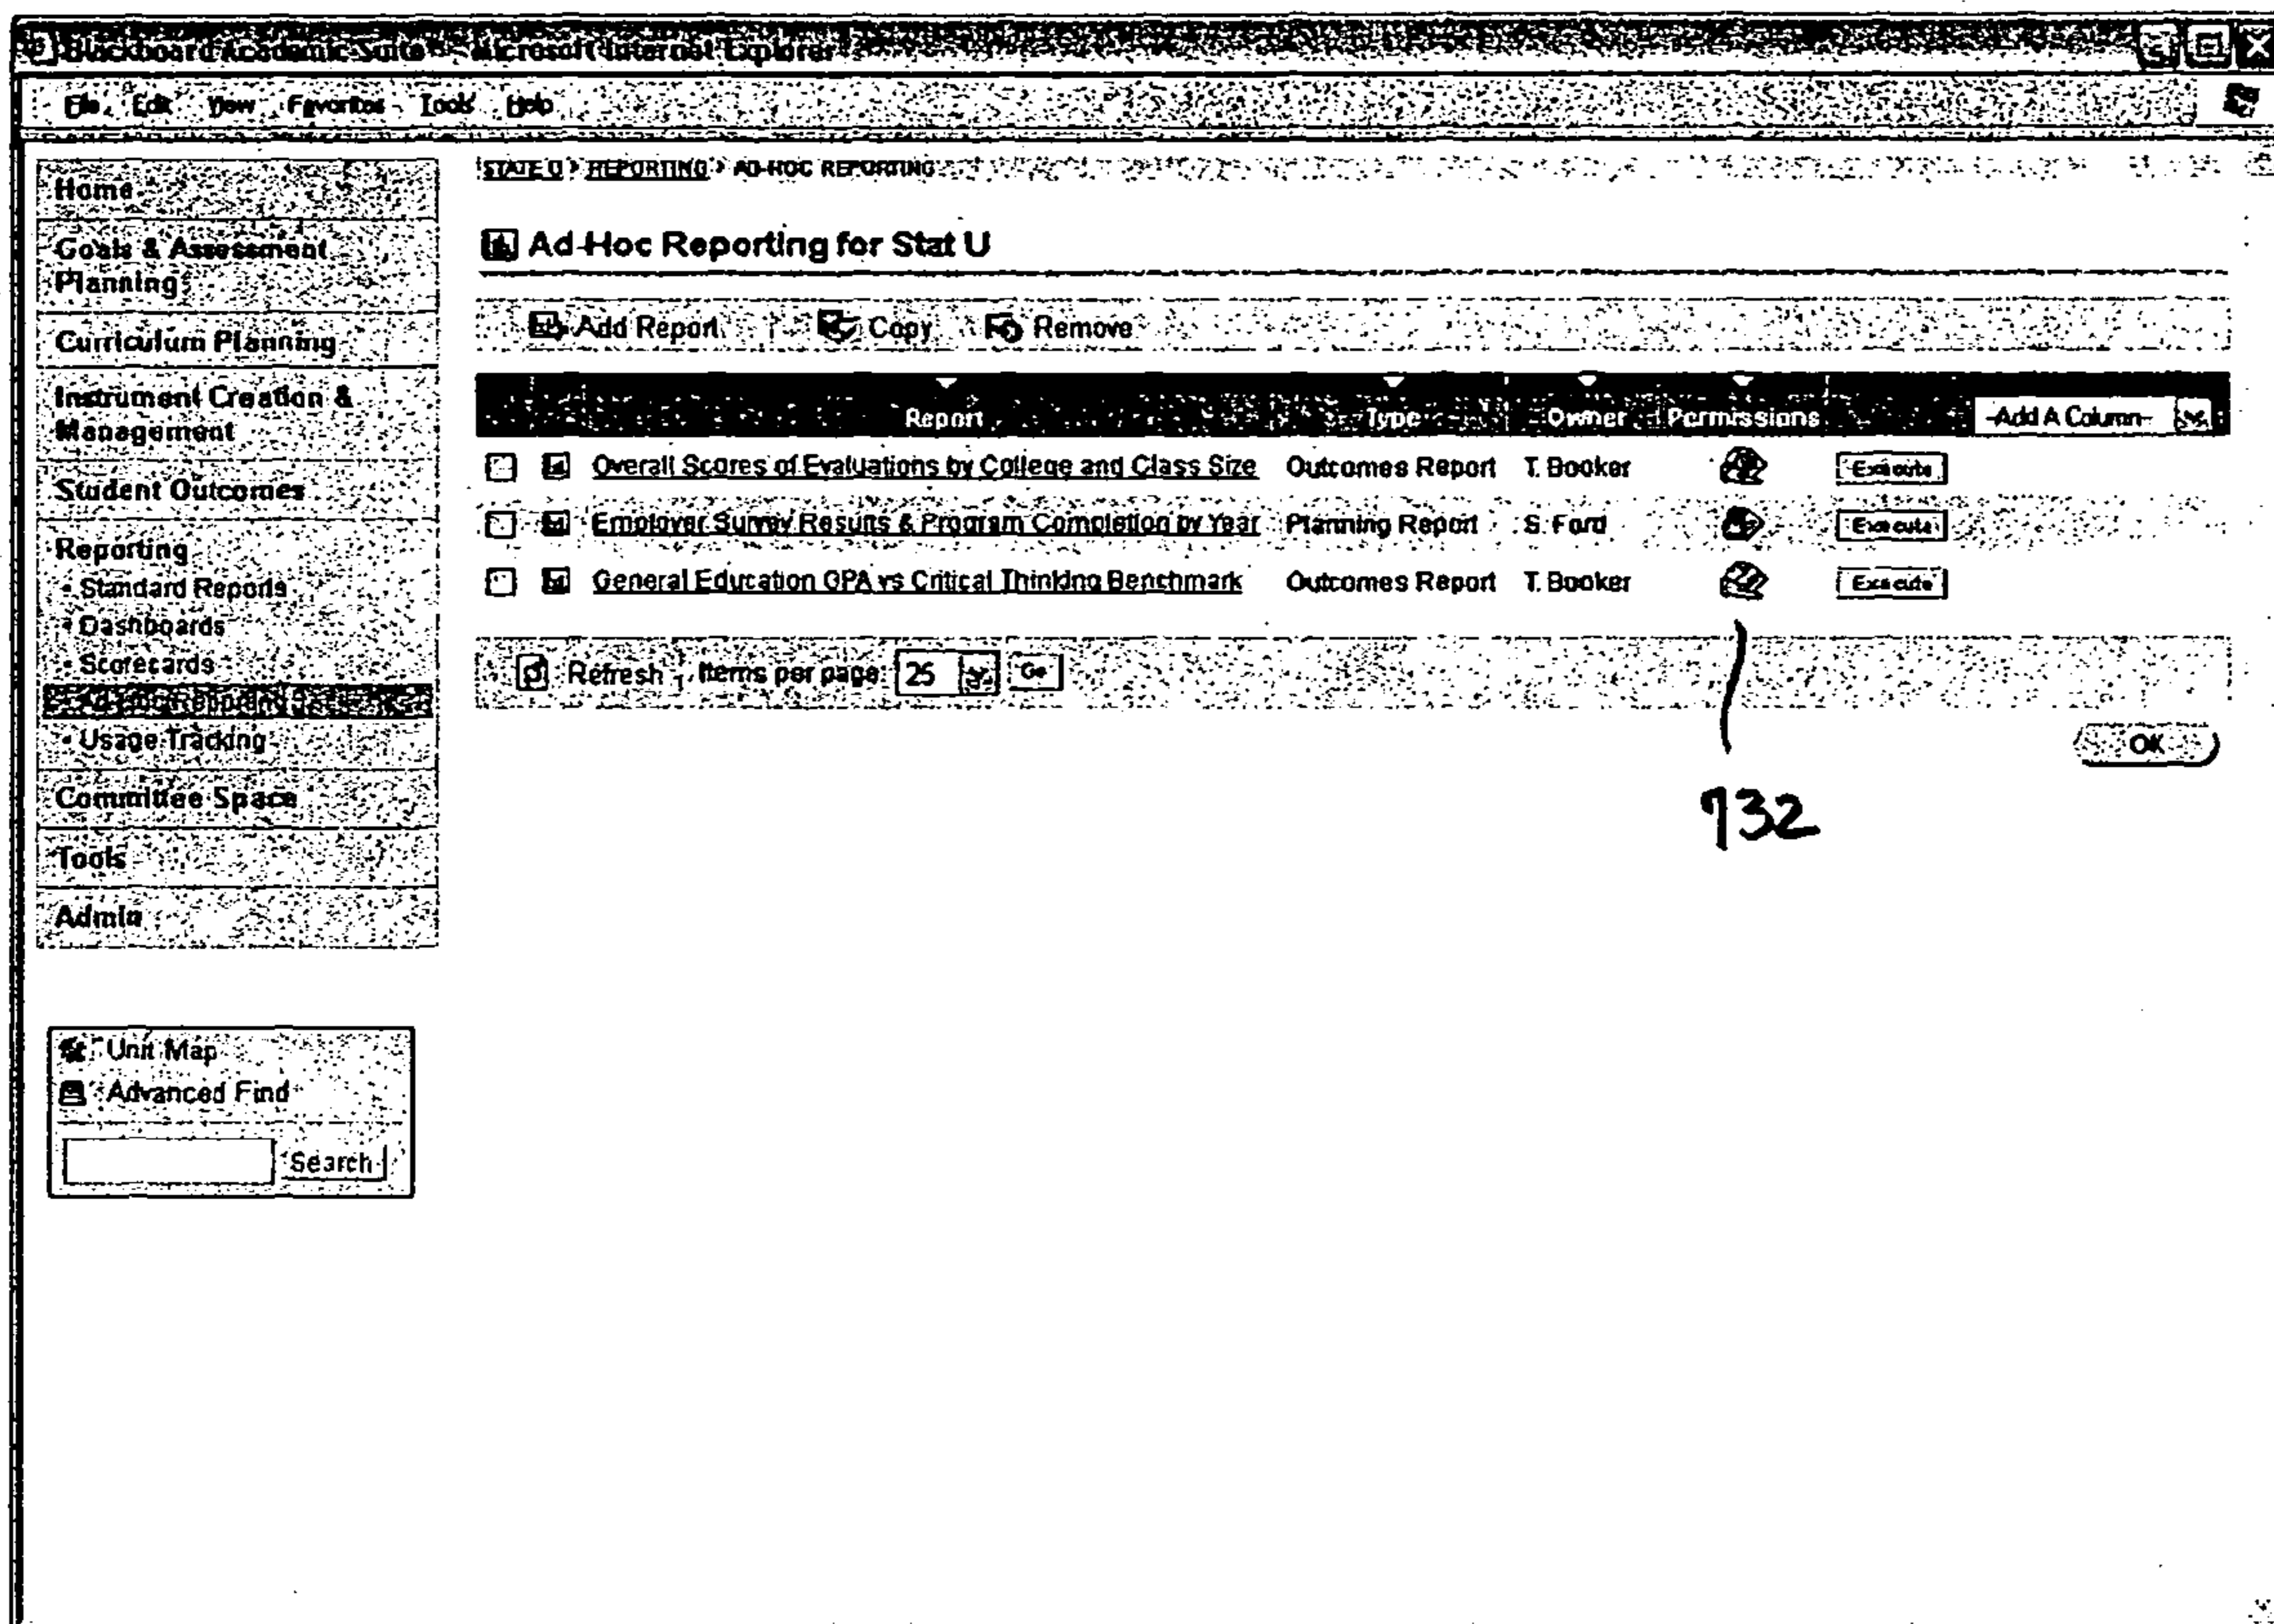 Blackboard Academic Suite - Microsoft Internet Explorer
File Edit View Favorites Tools Help
STATE U > REPORTING > AD-HOC REPORTING
Home
Goals & Assessment
Planning
Curriculum Planning
Instrument Creation &
Management
Student Outcomes
Reporting
• Standard Reports
• Dashboards
• Scorecards
• Ad-Hoc Reporting
• Usage Tracking
Committee Space
Tools
Admin
Unit Map
Advanced Find
Search
Ad-Hoc Reporting for Stat U
Add Report Copy Remove
Report Type Owner Permissions -Add A Column-
Overall Scores of Evaluations by College and Class Size Outcomes Report T. Booker Execute
Employer Survey Results & Program Completion by Year Planning Report S. Ford Execute
General Education GPA vs Critical Thinking Benchmark Outcomes Report T. Booker Execute
Refresh Items per page 25 Go
OK
732